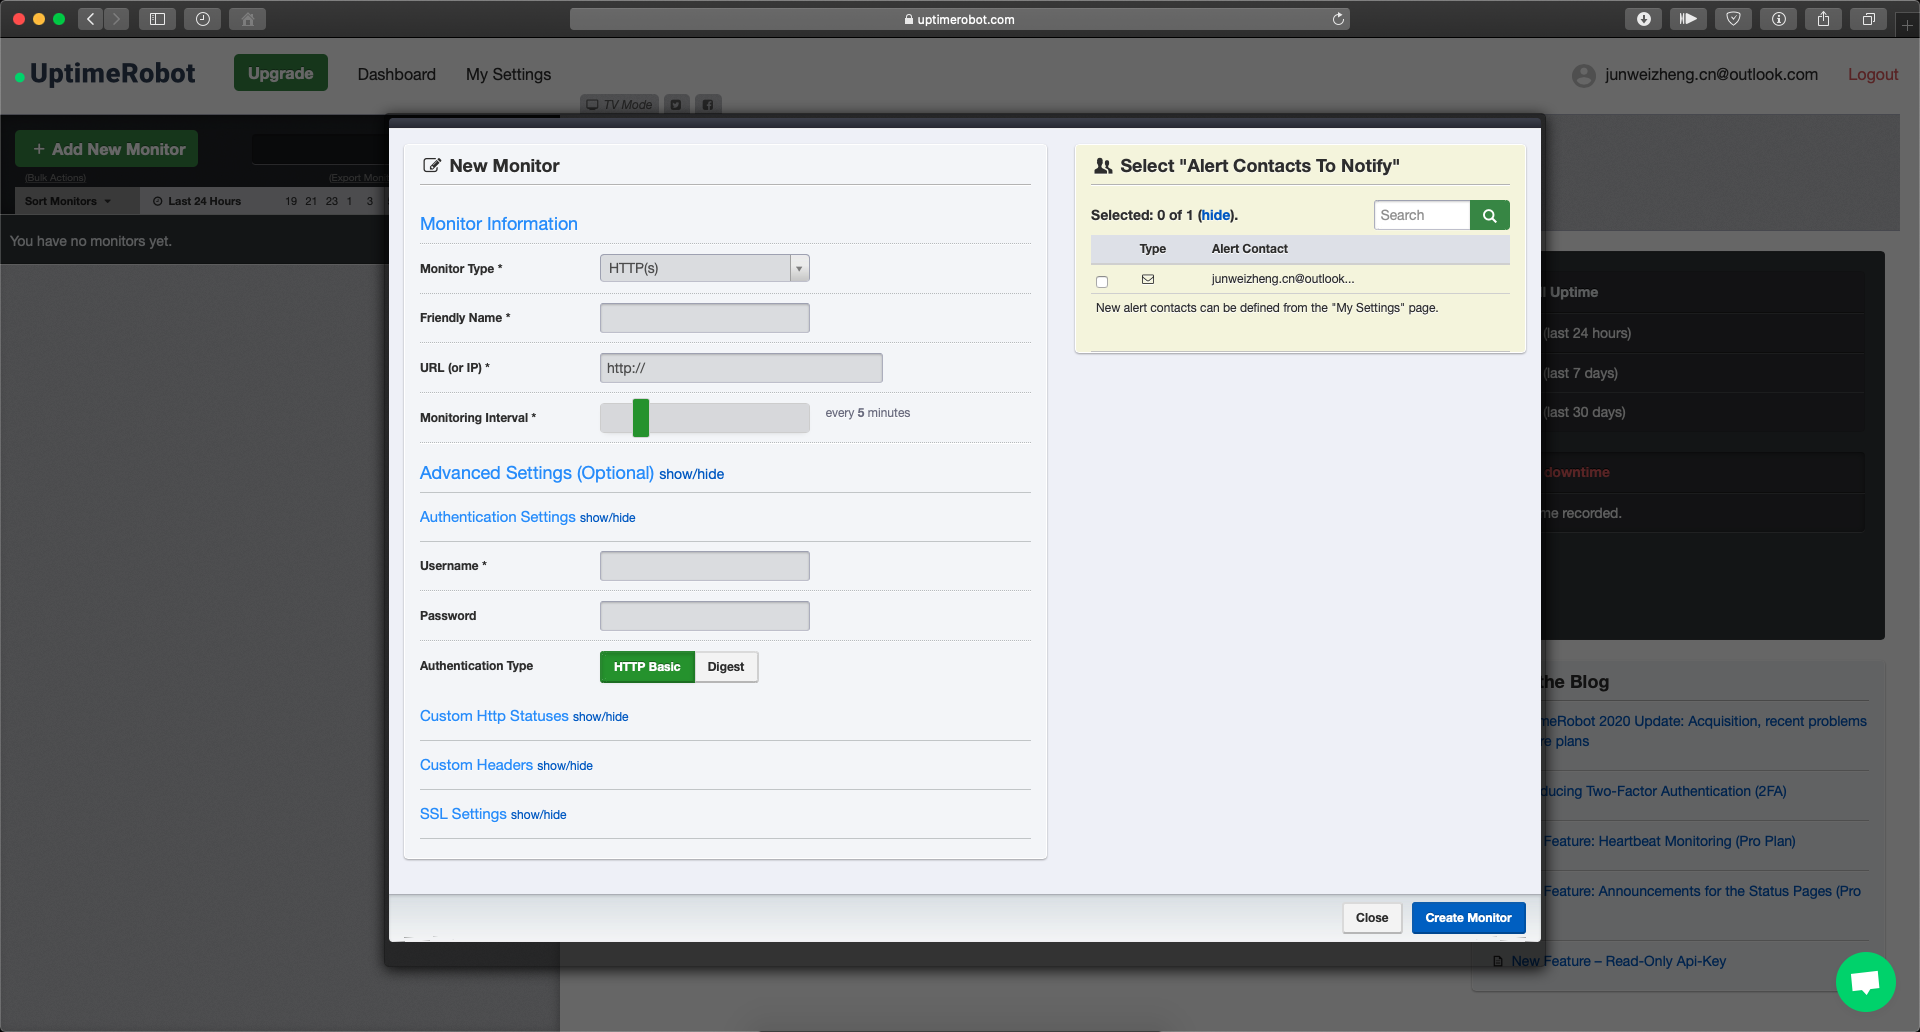 uptimerobot.com
UptimeRobot
Upgrade
Dashboard
My Settings
junweizheng.cn@outlook.com
Logout
TV Mode
+ Add New Monitor
(Bulk Actions)
(Export Moni
Sort Monitors
Last 24 Hours
19 21 23 1 3
You have no monitors yet.
New Monitor
Monitor Information
Monitor Type *
HTTP(s)
Friendly Name *
URL (or IP) *
http://
Monitoring Interval *
every 5 minutes
Advanced Settings (Optional) show/hide
Authentication Settings show/hide
Username *
Password
Authentication Type
HTTP Basic
Digest
Custom Http Statuses show/hide
Custom Headers show/hide
SSL Settings show/hide
Select "Alert Contacts To Notify"
Selected: 0 of 1 (hide).
Search
Type
Alert Contact
junweizheng.cn@outlook...
New alert contacts can be defined from the "My Settings" page.
Close
Create Monitor
l Uptime
(last 24 hours)
(last 7 days)
(last 30 days)
downtime
me recorded.
the Blog
meRobot 2020 Update: Acquisition, recent problems
re plans
ducing Two-Factor Authentication (2FA)
Feature: Heartbeat Monitoring (Pro Plan)
Feature: Announcements for the Status Pages (Pro
New Feature – Read-Only Api-Key